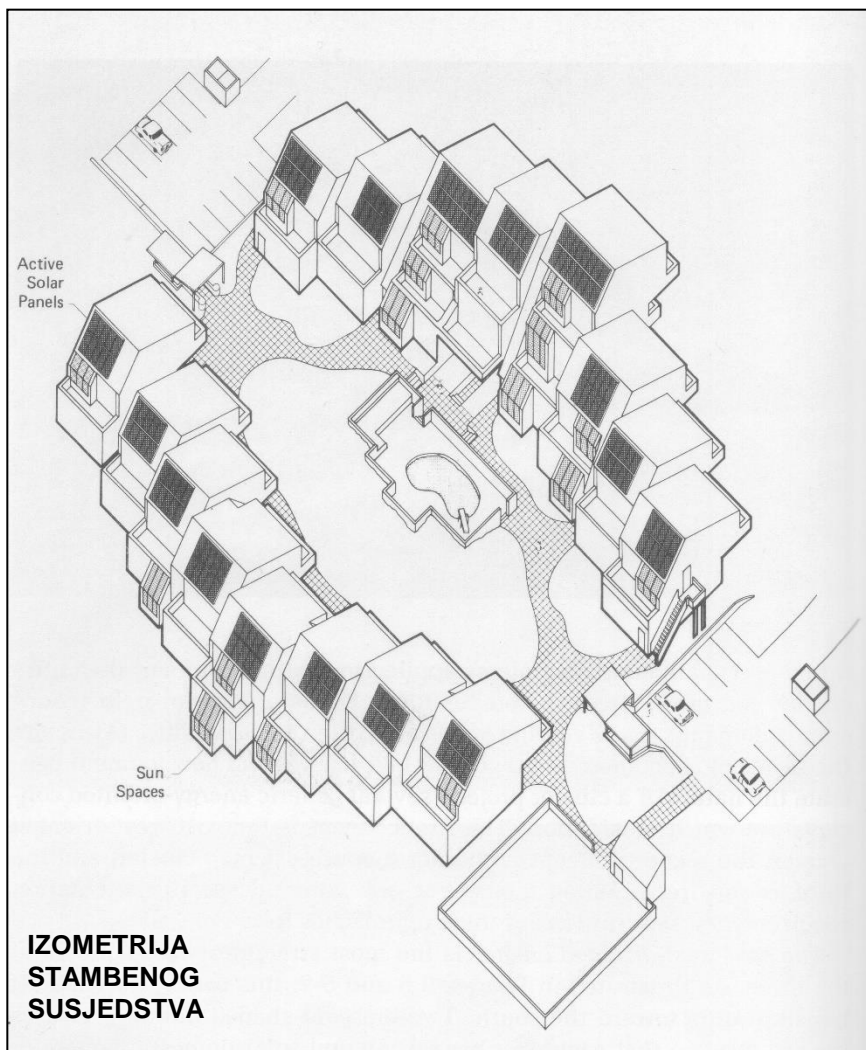 Active
Solar
Panels
Sun
Spaces
IZOMETRIJA
STAMBENOG
SUSJEDSTVA